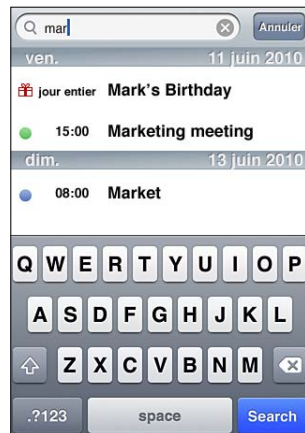 mar
Annuler
ven. 11 juin 2010
jour entier Mark's Birthday
15:00 Marketing meeting
dim. 13 juin 2010
08:00 Market
Q W E R T Y U I O P
A S D F G H J K L
Z X C V B N M
.?123 space Search